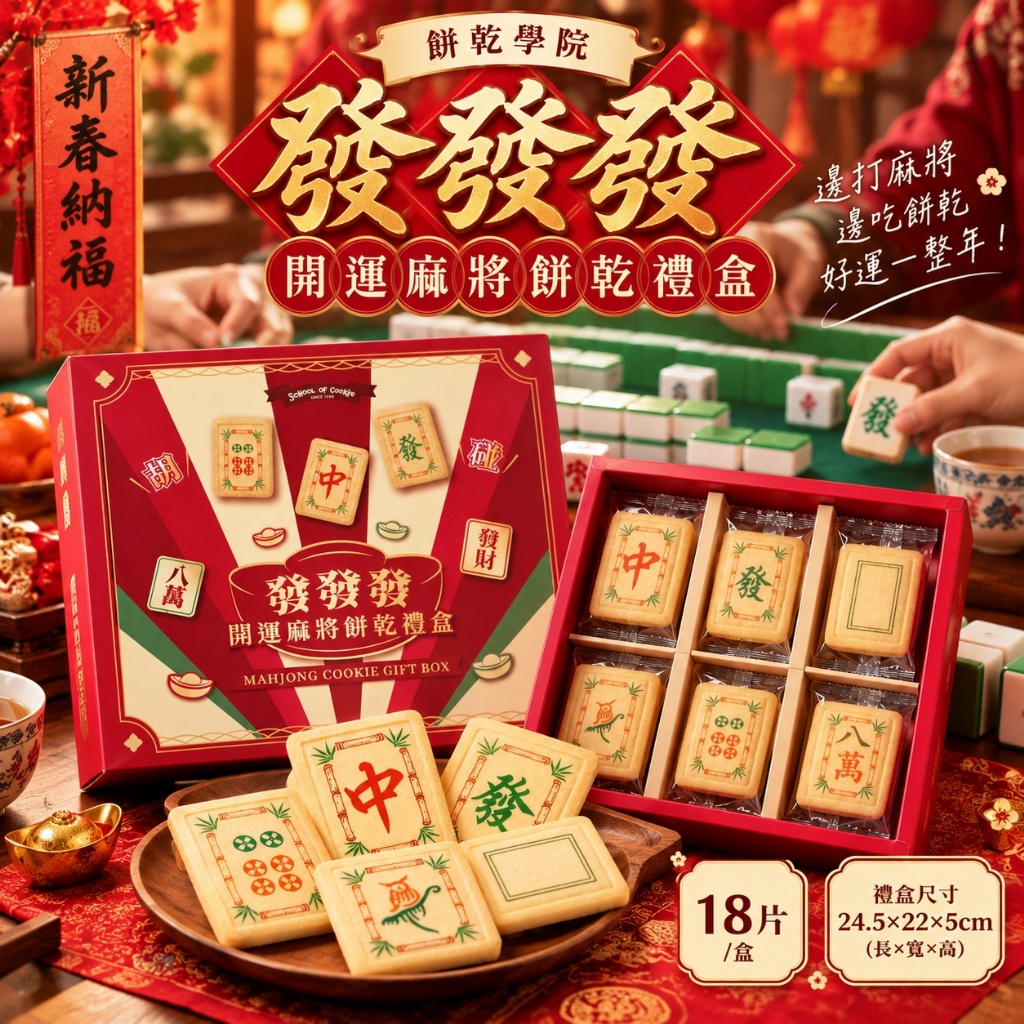 餅乾學院
發發發
開運麻將餅乾禮盒
新春納福
福
邊打麻將
邊吃餅乾
好運一整年！
發
SCHOOL OF COOKIE
SINCE 1988
中
發
胡
碰
八萬
發財
發發發
開運麻將餅乾禮盒
MAHJONG COOKIE GIFT BOX
中
發
八萬
中
發
18片
/盒
禮盒尺寸
24.5×22×5cm
(長×寬×高)